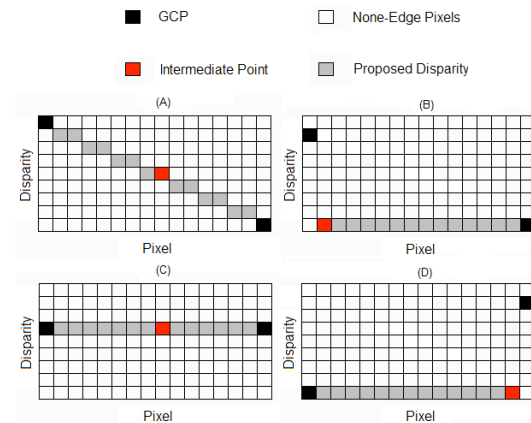 GCP
None-Edge Pixels
Intermediate Point
Proposed Disparity
(A)
(B)
Disparity
Disparity
Pixel
Pixel
(C)
(D)
Disparity
Disparity
Pixel
Pixel